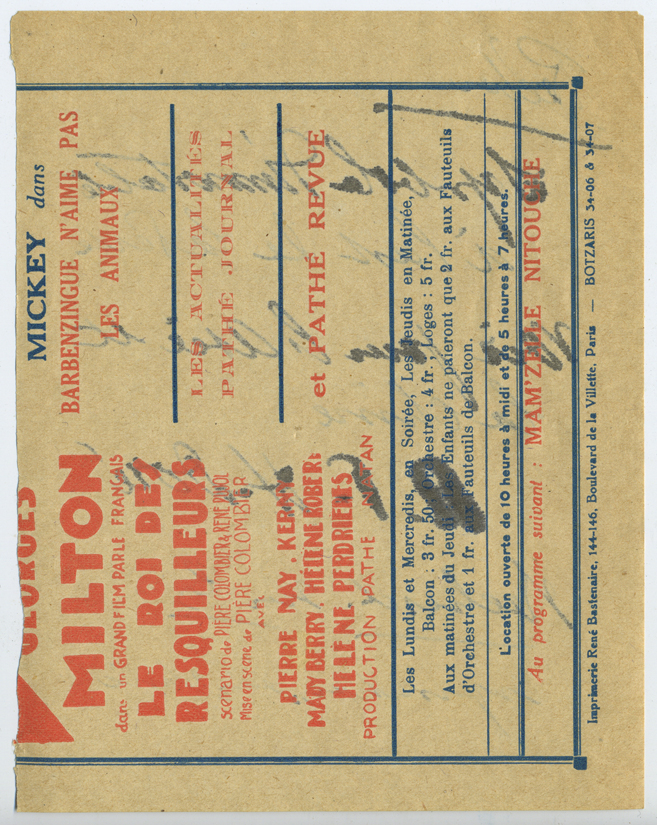 GEORGES
MILTON
dans un GRAND FILM PARLE FRANÇAIS
LE ROI DES
RESQUILLEURS
scénario de PIERE COLOMBIER & RENÉ PUJOL
Mise en scène de PIÈRE COLOMBIER
AVEC
PIERRE NAY, KERNY
MADY BERRY, HÉLÈNE ROBERT
HÉLÈNE PERDRIÈRES
PRODUCTION PATHE NATAN
MICKEY dans
BARBENZINGUE N'AIME PAS
LES ANIMAUX
LES ACTUALITÉS
PATHÉ JOURNAL
et PATHÉ REVUE
Les Lundis et Mercredis, en Soirée, Les Jeudis en Matinée,
Balcon : 3 fr. 50, Orchestre : 4 fr., Loges : 5 fr.
Aux matinées du Jeudi, Les Enfants ne paieront que 2 fr. aux Fauteuils
d'Orchestre et 1 fr. aux Fauteuils de Balcon.
L'ocation ouverte de 10 heures à midi et de 5 heures à 7 heures.
Au programme suivant : MAM'ZELLE NITOUCHE
Imprimerie René Bastenaire, 144-146, Boulevard de la Villette, Paris — BOTZARIS 34-06 & 34-07